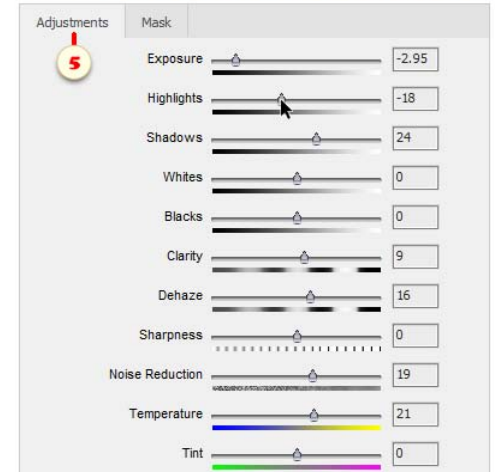 Adjustments Mask
5
Exposure -2.95
Highlights -18
Shadows 24
Whites 0
Blacks 0
Clarity 9
Dehaze 16
Sharpness 0
Noise Reduction 19
Temperature 21
Tint 0